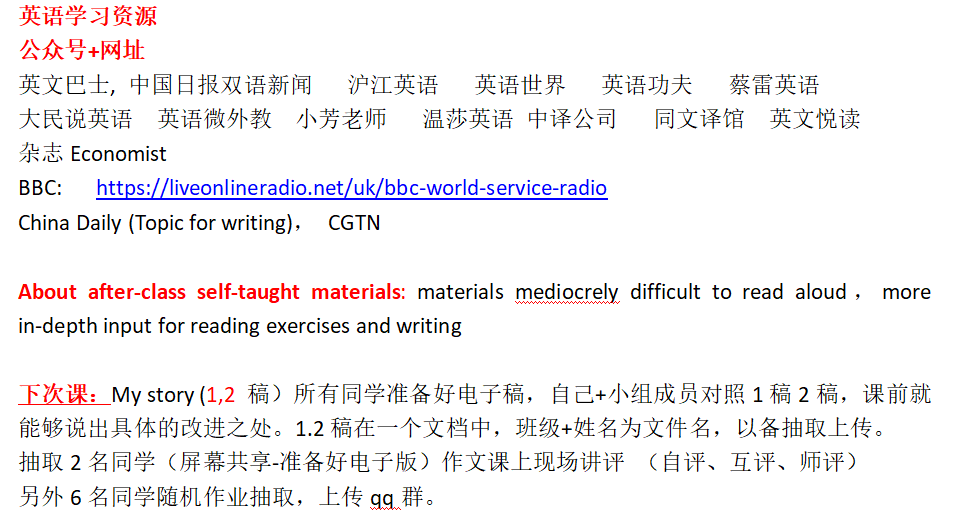 英语学习资源
公众号+网址
英文巴士, 中国日报双语新闻 沪江英语 英语世界 英语功夫 蔡雷英语
大民说英语 英语微外教 小芳老师 温莎英语 中译公司 同文译馆 英文悦读
杂志 Economist
BBC: https://liveonlineradio.net/uk/bbc-world-service-radio
China Daily (Topic for writing)， CGTN
About after-class self-taught materials: materials mediocrely difficult to read aloud， more
in-depth input for reading exercises and writing
下次课：My story (1,2 稿）所有同学准备好电子稿，自己+小组成员对照 1 稿 2 稿，课前就
能够说出具体的改进之处。1.2 稿在一个文档中，班级+姓名为文件名，以备抽取上传。
抽取 2 名同学（屏幕共享-准备好电子版）作文课上现场讲评 （自评、互评、师评）
另外 6 名同学随机作业抽取，上传 qq 群。